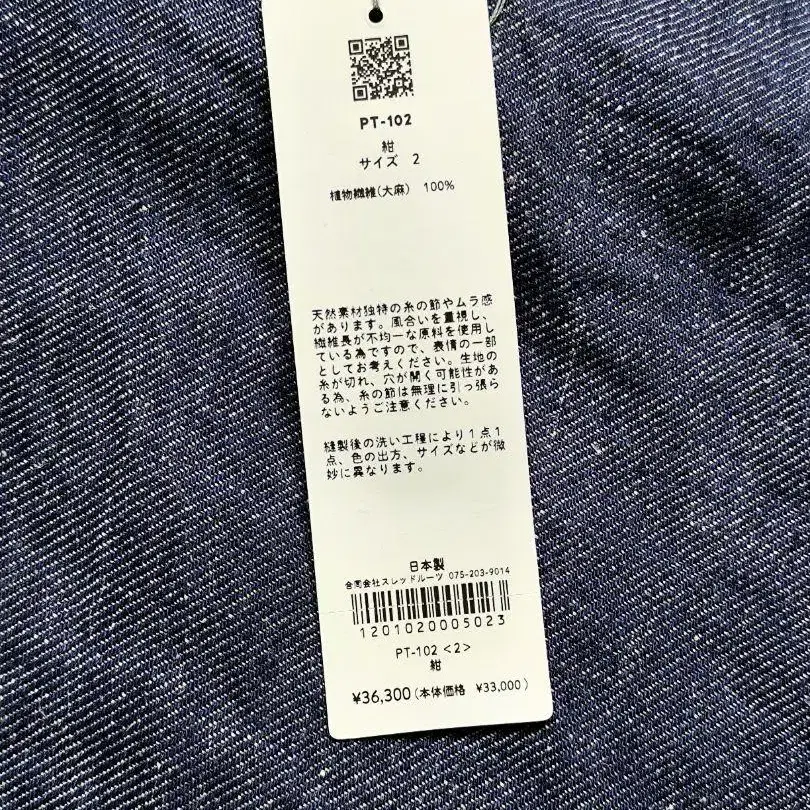 PT-102
紺
サイズ 2
植物繊維(大麻) 100%
天然素材独特の糸の節やムラ感
があります。風合いを重視し、
繊維長が不均一な原料を使用し
ている為ですので、表情の一部
としてお考えください。生地の
糸が切れ、穴が開く可能性があ
る為、糸の節は無理に引っ張ら
ないようご注意ください。
縫製後の洗い工程により1点1
点、色の出方、サイズなどが微
妙に異なります。
日本製
合同会社スレッドルーツ 075-203-9014
1201020005023
PT-102 <2>
紺
¥36,300(本体価格 ¥33,000)